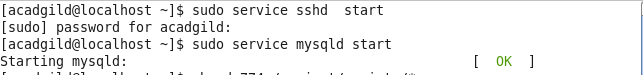 [acadgild@localhost ~]$ sudo service sshd  start
[sudo] password for acadgild:
[acadgild@localhost ~]$ sudo service mysqld start
Starting mysqld:                                           [  OK  ]